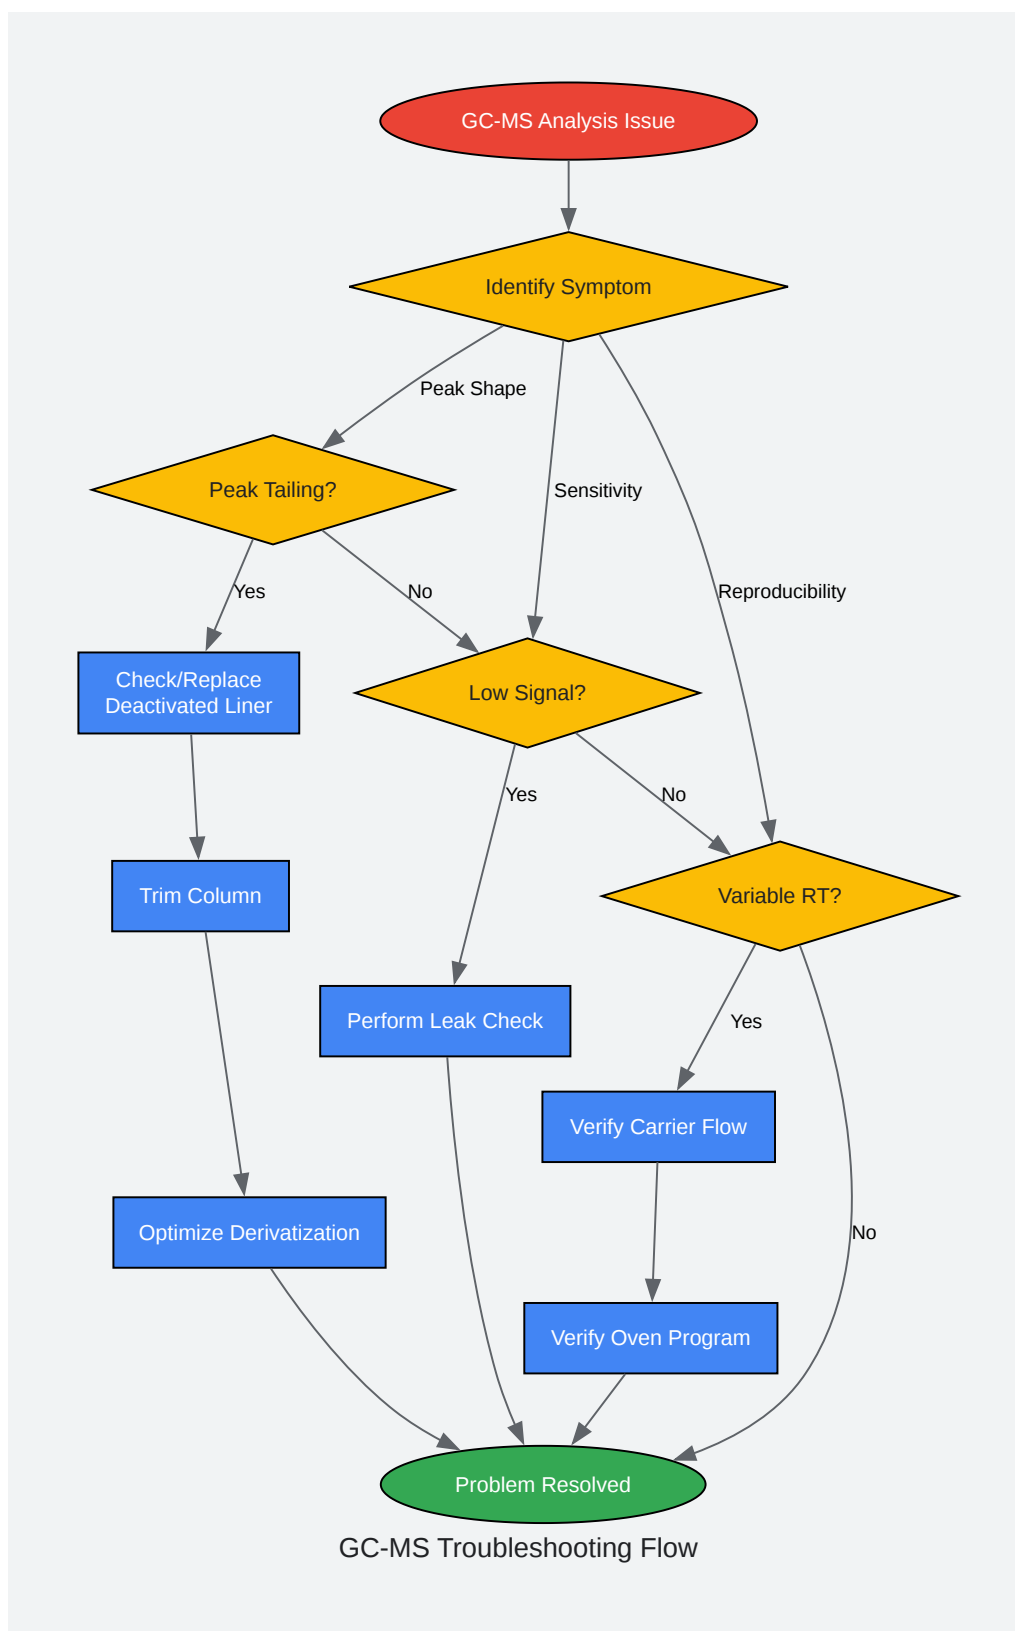 GC-MS Analysis Issue
Identify Symptom
Peak Shape
Peak Tailing?
Sensitivity
Yes
No
Reproducibility
Check/Replace
Deactivated Liner
Low Signal?
Yes
No
Trim Column
Variable RT?
Perform Leak Check
Yes
Verify Carrier Flow
Optimize Derivatization
No
Verify Oven Program
Problem Resolved
GC-MS Troubleshooting Flow